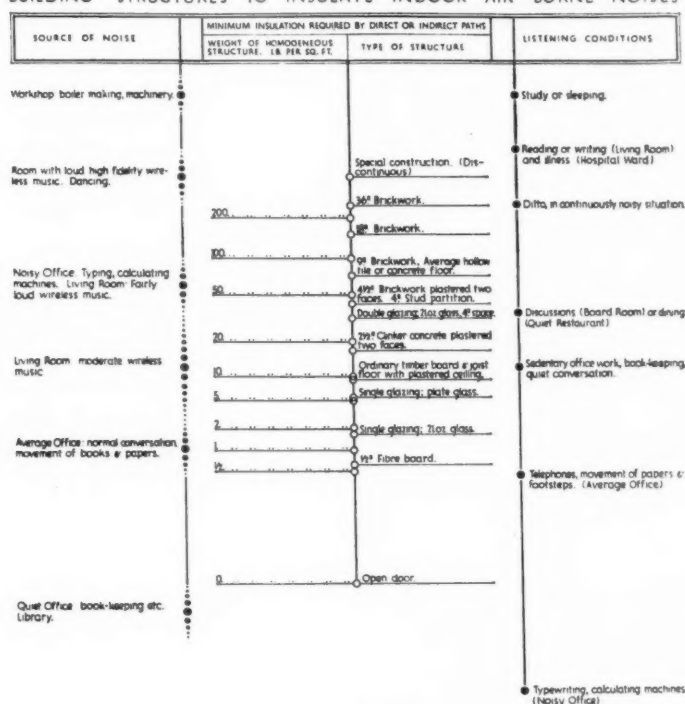 BUILDING STRUCTURES TO INSULATE INDOOR AIR BORNE NOISES
SOURCE OF NOISE
MINIMUM INSULATION REQUIRED BY DIRECT OR INDIRECT PATHS
WEIGHT OF HOMOGENEOUS
STRUCTURE. LB PER SQ. FT.
TYPE OF STRUCTURE
LISTENING CONDITIONS
Workshop boiler making, machinery.
Room with loud high fidelity wire-
less music. Dancing.
Noisy Office. Typing, calculating
machines. Living Room. Fairly
loud wireless music.
Living Room moderate wireless
music
Average Office: normal conversation,
movement of books & papers.
Quiet Office book-keeping etc.
Library.
200
100
50
20
10
5
2
1
½
0
Special construction. (Dis-
continuous)
36" Brickwork.
18" Brickwork.
9" Brickwork, Average hollow
tile or concrete floor.
4½" Brickwork plastered two
faces. 4" Stud partition.
Double glazing; 21oz glass, 4" space.
2½" Clinker concrete plastered
two faces.
Ordinary timber board & joist
floor with plastered ceiling.
Single glazing; plate glass.
Single glazing; 21oz glass
½" Fibre board.
Open door.
Study or sleeping.
Reading or writing (Living Room)
and illness (Hospital Ward)
Ditto, in continuously noisy situation.
Discussions (Board Room) or dining
(Quiet Restaurant)
Sedentary office work, book-keeping,
quiet conversation.
Telephones, movement of papers &
footsteps. (Average Office)
Typewriting, calculating machines
(Noisy Office)